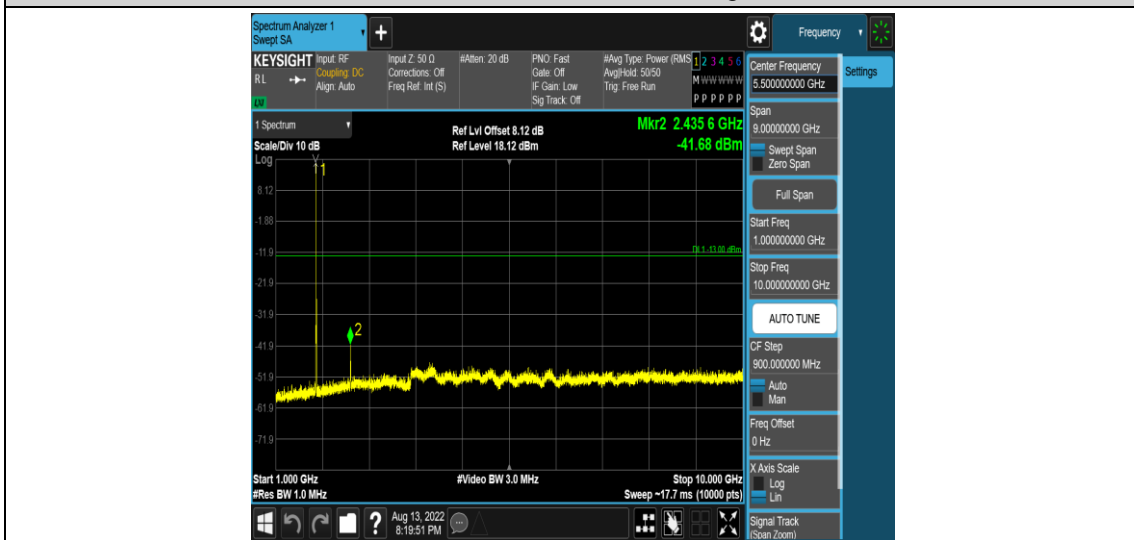 Spectrum Analyzer 1
Swept SA
+
Frequency
KEYSIGHT
RL
Input: RF
Coupling: DC
Align: Auto
Input Z: 50 Ω
Corrections: Off
Freq Ref: Int (S)
#Atten: 20 dB
PNO: Fast
Gate: Off
IF Gain: Low
Sig Track: Off
#Avg Type: Power (RMS
Avg|Hold: 50/50
Trig: Free Run
1 2 3 4 5 6
M W W W W W
P P P P P P
1 Spectrum
Scale/Div 10 dB
Ref Lvl Offset 8.12 dB
Ref Level 18.12 dBm
Mkr2 2.435 6 GHz
-41.68 dBm
Log
1 1
8.12
-1.88
-11.9
DL1 -13.00 dBm
-21.9
-31.9
2
-41.9
-51.9
-61.9
-71.9
Start 1.000 GHz
#Video BW 3.0 MHz
Stop 10.000 GHz
#Res BW 1.0 MHz
Sweep ~17.7 ms (10000 pts)
?
Aug 13, 2022
8:19:51 PM
Settings
Center Frequency
5.500000000 GHz
Span
9.00000000 GHz
Swept Span
Zero Span
Full Span
Start Freq
1.000000000 GHz
Stop Freq
10.000000000 GHz
AUTO TUNE
CF Step
900.000000 MHz
Auto
Man
Freq Offset
0 Hz
X Axis Scale
Log
Lin
Signal Track
(Span Zoom)